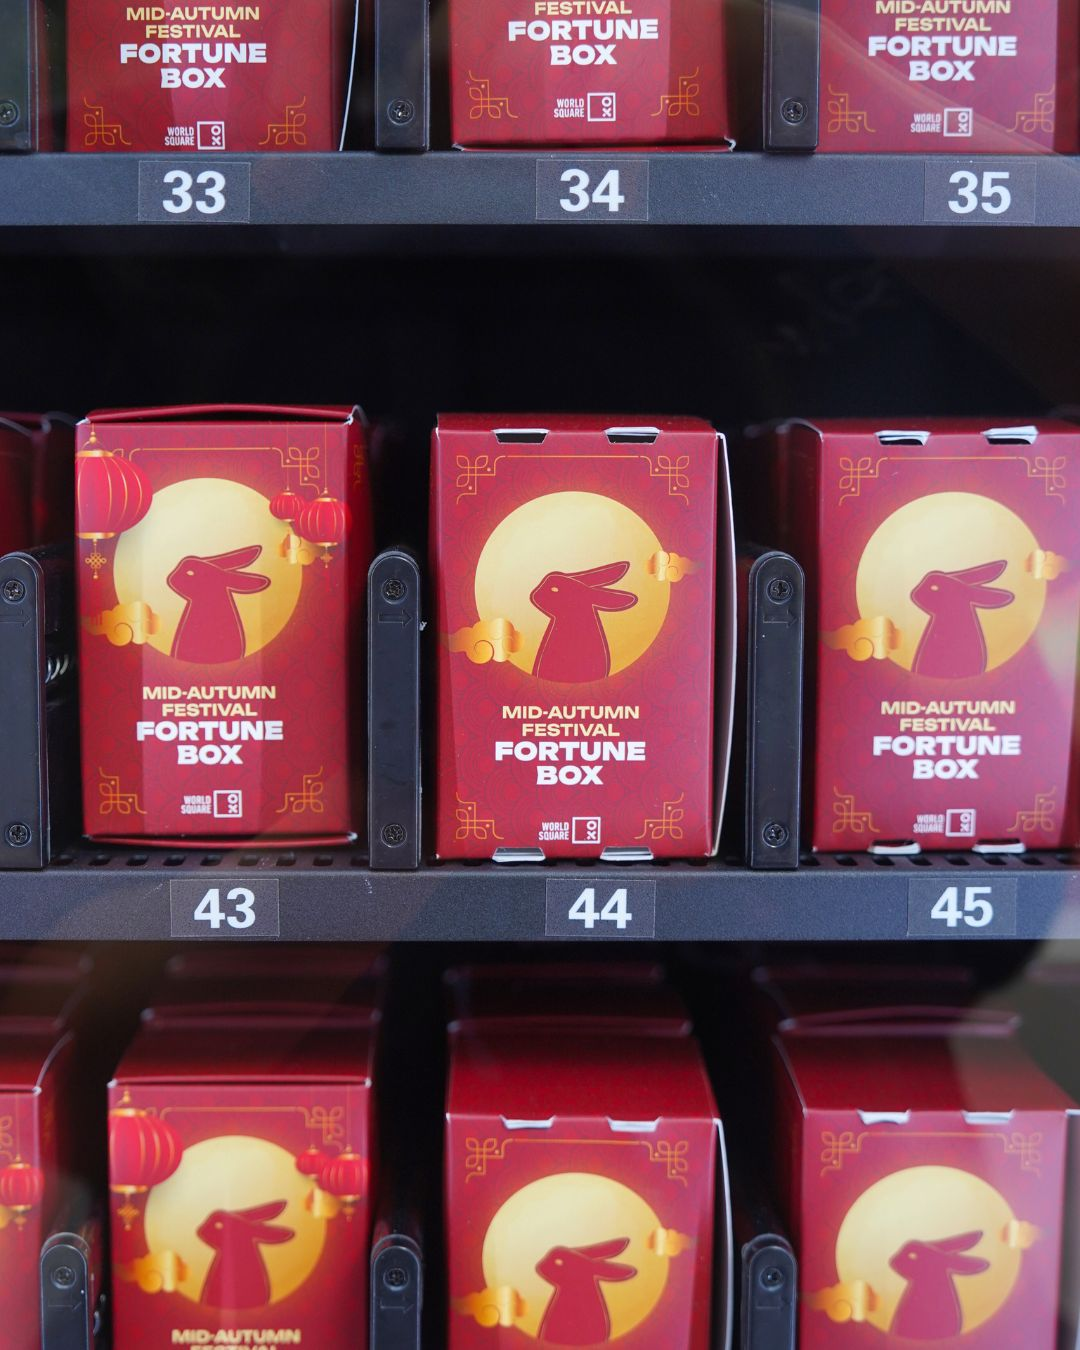 MID-AUTUMN
FESTIVAL
FORTUNE
BOX
WORLD
SQUARE
FESTIVAL
FORTUNE
BOX
WORLD
SQUARE
MID-AUTUMN
FESTIVAL
FORTUNE
BOX
WORLD
SQUARE
33
34
35
MID-AUTUMN
FESTIVAL
FORTUNE
BOX
WORLD
SQUARE
MID-AUTUMN
FESTIVAL
FORTUNE
BOX
WORLD
SQUARE
MID-AUTUMN
FESTIVAL
FORTUNE
BOX
WORLD
SQUARE
43
44
45
MID-AUTUMN
FESTIVAL